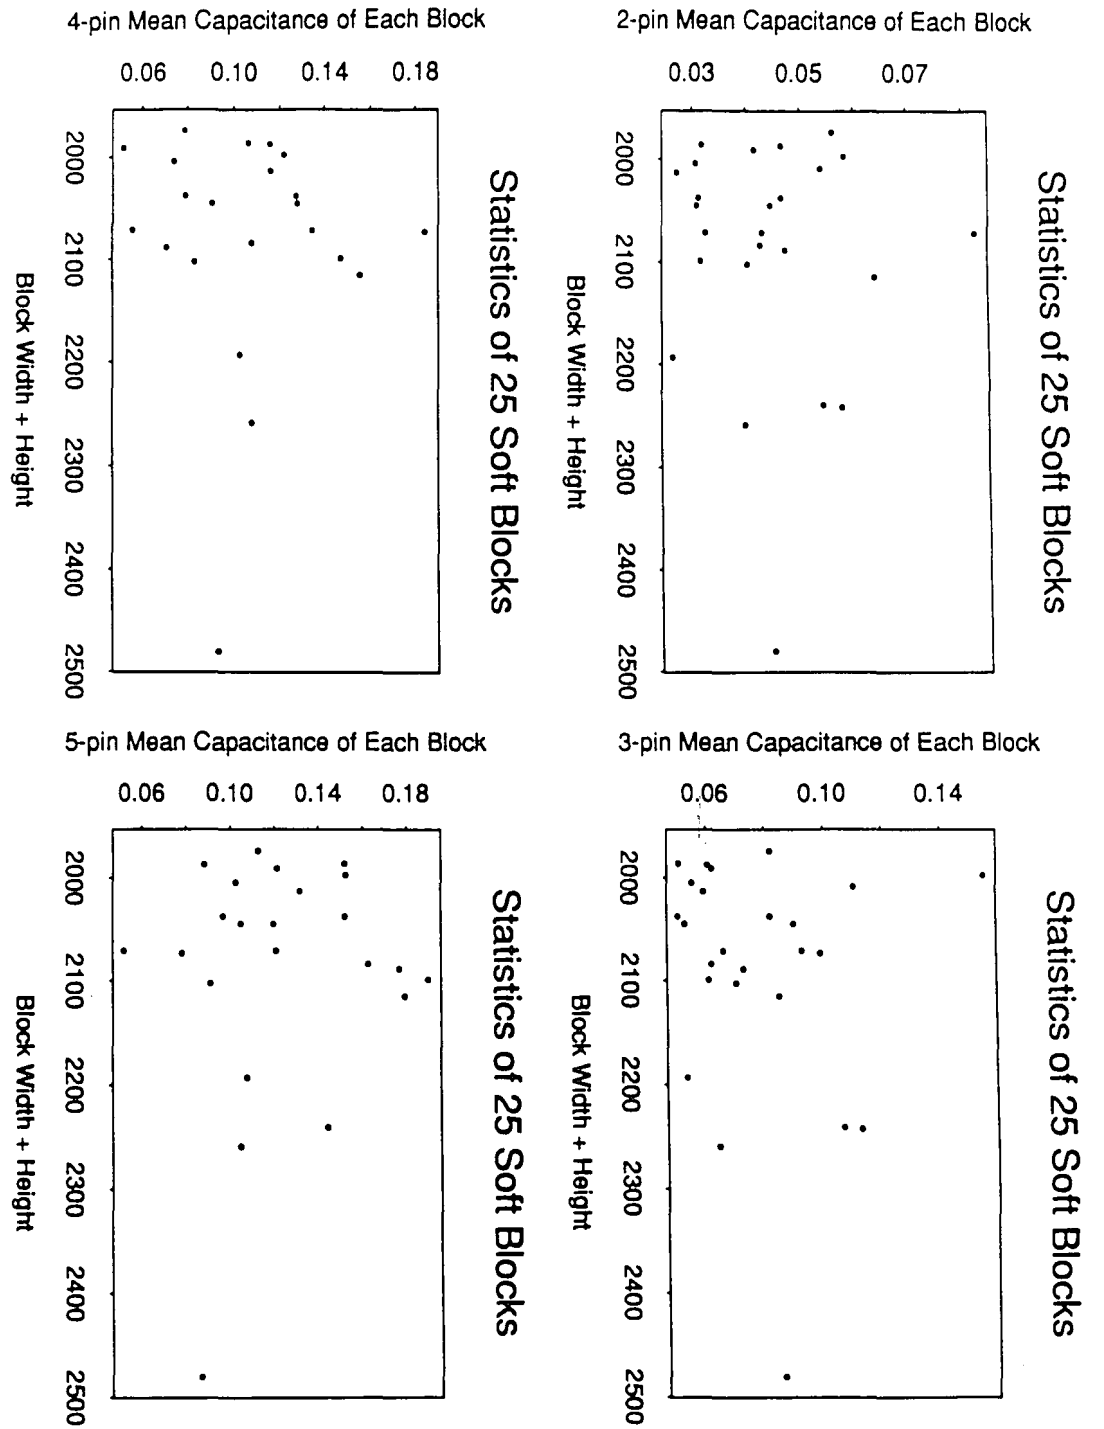 4-pin Mean Capacitance of Each Block
0.06 0.10 0.14 0.18
2000 2100 2200 2300 2400 2500
Block Width + Height
Statistics of 25 Soft Blocks
2-pin Mean Capacitance of Each Block
0.03 0.05 0.07
2000 2100 2200 2300 2400 2500
Block Width + Height
Statistics of 25 Soft Blocks
5-pin Mean Capacitance of Each Block
0.06 0.10 0.14 0.18
2000 2100 2200 2300 2400 2500
Block Width + Height
Statistics of 25 Soft Blocks
3-pin Mean Capacitance of Each Block
0.06 0.10 0.14
2000 2100 2200 2300 2400 2500
Block Width + Height
Statistics of 25 Soft Blocks